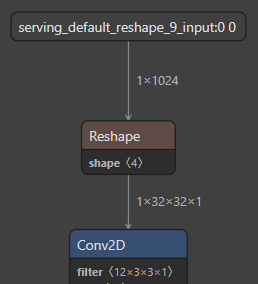 serving_default_reshape_9_input:0 0
1×1024
Reshape
shape ⟨4⟩
1×32×32×1
Conv2D
filter ⟨12×3×3×1⟩